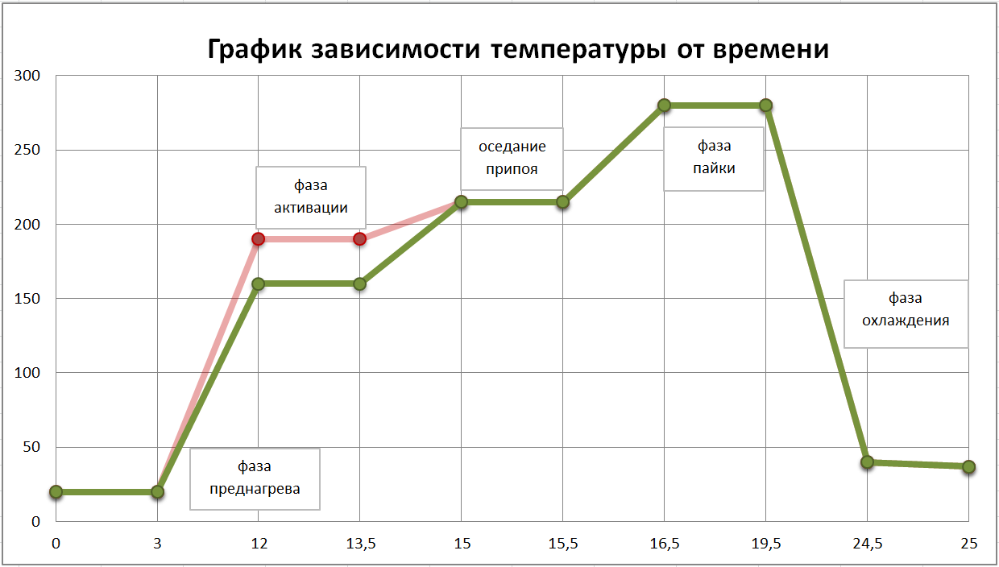 График зависимости температуры от времени
300
250
200
150
100
50
0
фаза
преднагрева
фаза
активации
оседание
припоя
фаза
пайки
фаза
охлаждения
0 3 12 13,5 15 15,5 16,5 19,5 24,5 25